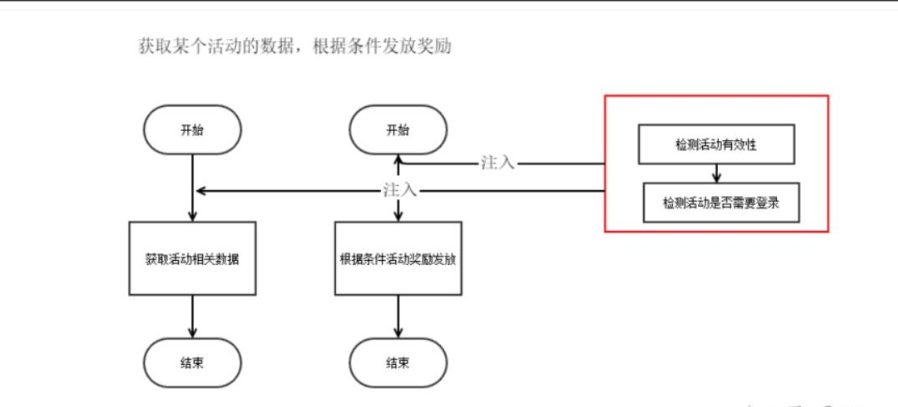 获取某个活动的数据，根据条件发放奖励
开始
开始
检测活动有效性
注入
注入
检测活动是否需要登录
获取活动相关数据
根据条件活动奖励发放
结束
结束